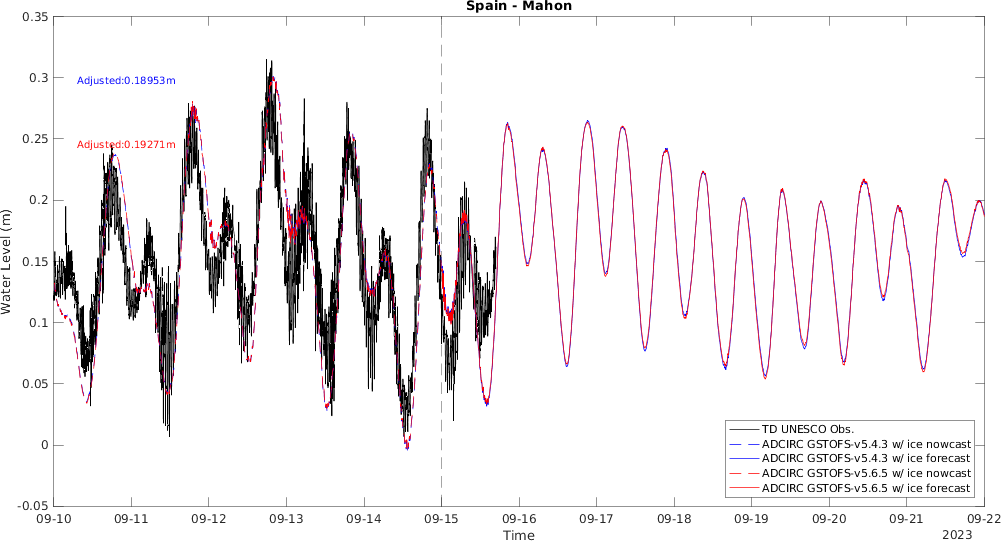 Spain - Mahon
0.35
0.3
0.25
0.2
0.15
0.1
0.05
0
-0.05
Water Level (m)
Adjusted:0.18953m
Adjusted:0.19271m
TD UNESCO Obs.
ADCIRC GSTOFS-v5.4.3 w/ ice nowcast
ADCIRC GSTOFS-v5.4.3 w/ ice forecast
ADCIRC GSTOFS-v5.6.5 w/ ice nowcast
ADCIRC GSTOFS-v5.6.5 w/ ice forecast
09-10 09-11 09-12 09-13 09-14 09-15 09-16 09-17 09-18 09-19 09-20 09-21 09-22
Time
2023